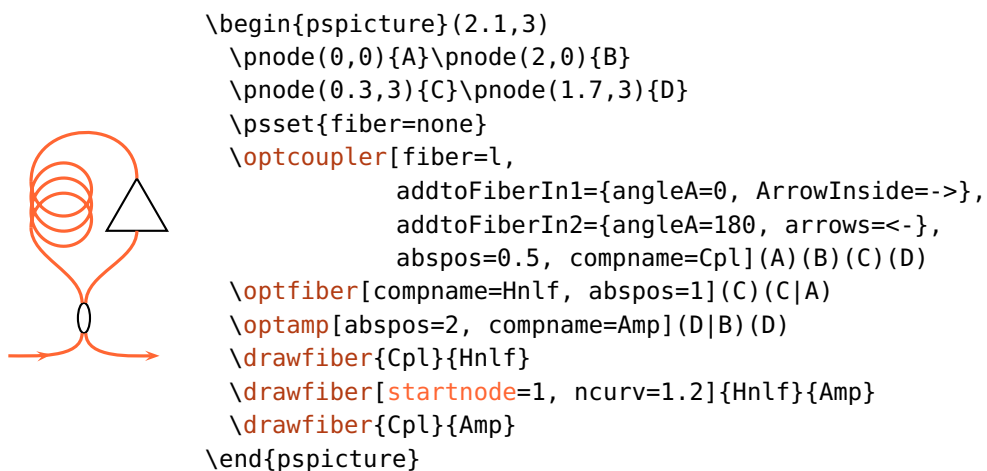 \begin{pspicture}(2.1,3)
  \pnode(0,0){A}\pnode(2,0){B}
  \pnode(0.3,3){C}\pnode(1.7,3){D}
  \psset{fiber=none}
  \optcoupler[fiber=l,
              addtoFiberIn1={angleA=0, ArrowInside=->},
              addtoFiberIn2={angleA=180, arrows=<-},
              abspos=0.5, compname=Cpl](A)(B)(C)(D)
  \optfiber[compname=Hnlf, abspos=1](C)(C|A)
  \optamp[abspos=2, compname=Amp](D|B)(D)
  \drawfiber{Cpl}{Hnlf}
  \drawfiber[startnode=1, ncurv=1.2]{Hnlf}{Amp}
  \drawfiber{Cpl}{Amp}
\end{pspicture}